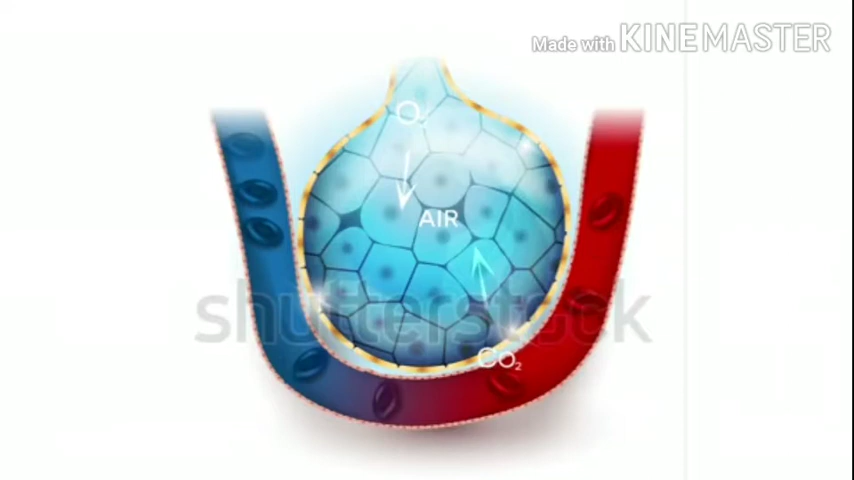 Made with KINEMASTER
O₂
AIR
shutterstock
CO₂